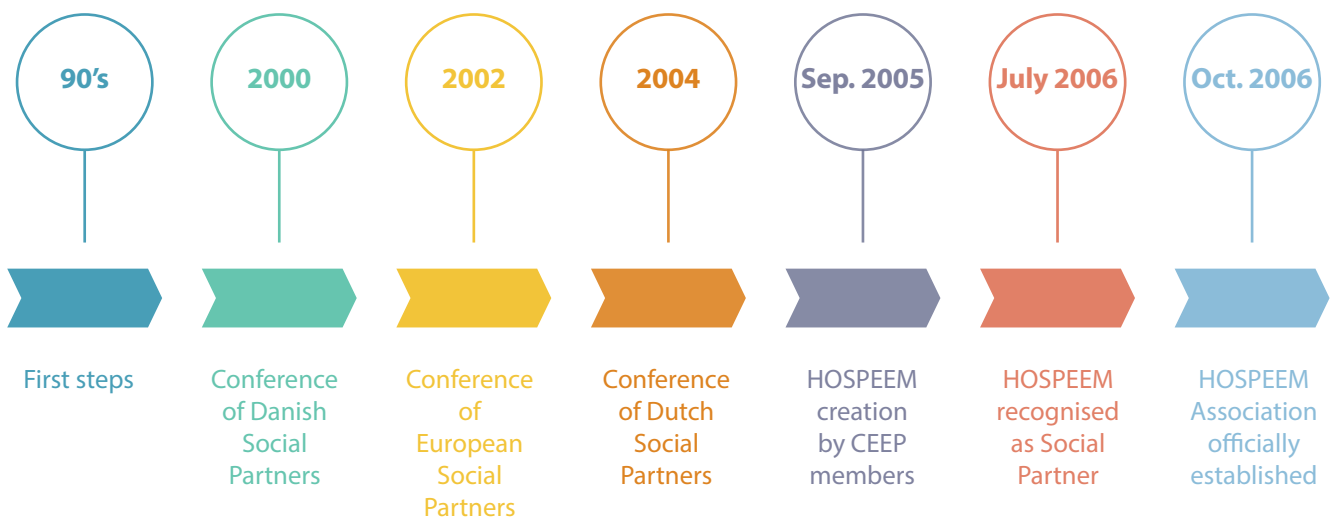 90's
2000
2002
2004
Sep. 2005
July 2006
Oct. 2006
First steps
Conference
of Danish
Social
Partners
Conference
of
European
Social
Partners
Conference
of Dutch
Social
Partners
HOSPEEM
creation
by CEEP
members
HOSPEEM
recognised
as Social
Partner
HOSPEEM
Association
officially
established